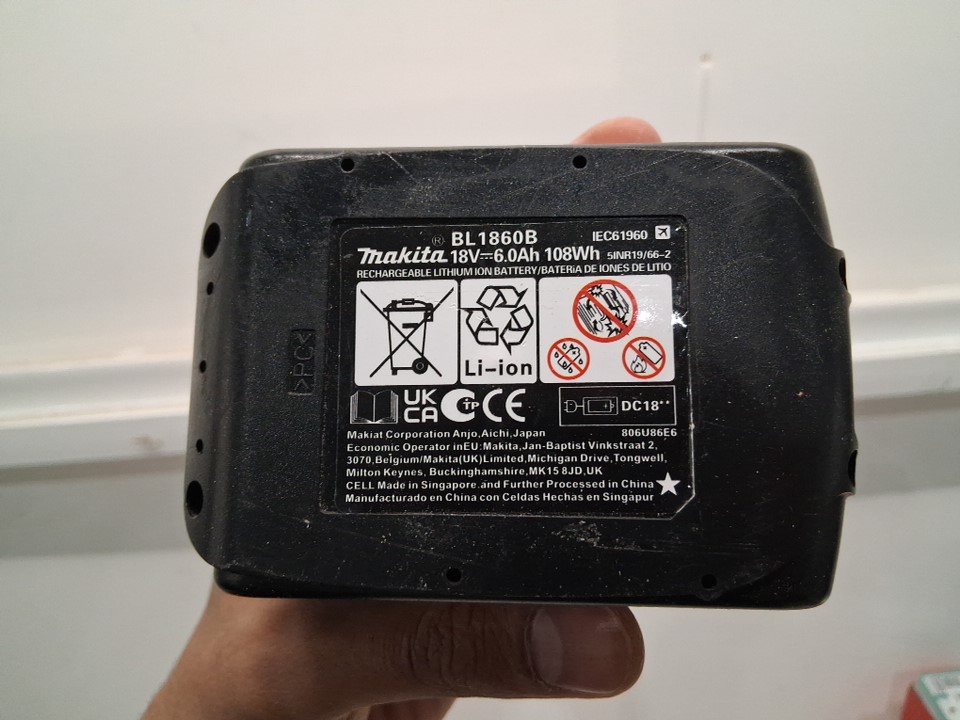 makita® BL1860B IEC61960
18V⎓6.0Ah 108Wh 5INR19/66-2
RECHARGEABLE LITHIUM ION BATTERY/BATERíA DE IONES DE LITIO
Li-ion
>PC<
UK
CA
TP
CE
DC18**
Makiat Corporation Anjo,Aichi,Japan 806U86E6
Economic Operator inEU:Makita,Jan-Baptist Vinkstraat 2,
3070,Belgium/Makita(UK)Limited,Michigan Drive,Tongwell,
Milton Keynes, Buckinghamshire,MK15 8JD,UK
CELL Made in Singapore.and Further Processed in China
Manufacturado en China con Celdas Hechas en Singapur